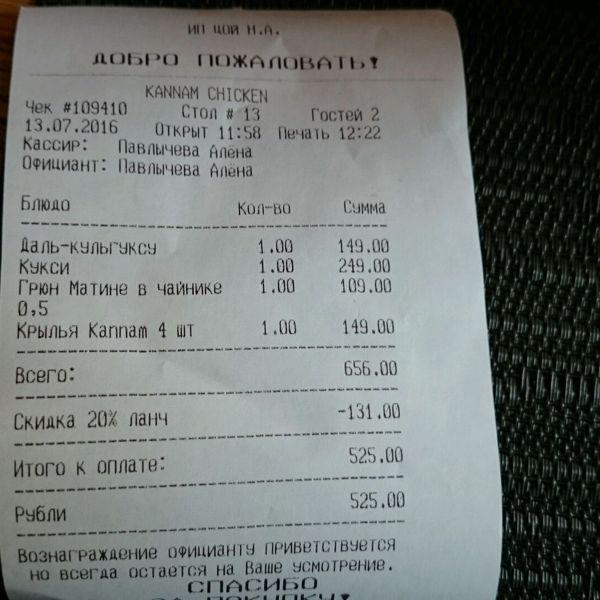 ИП ЦОЙ Н.А.
ДОБРО ПОЖАЛОВАТЬ!
KANNAM CHICKEN
Чек #109410 Стол # 13 Гостей 2
13.07.2016 Открыт 11:58 Печать 12:22
Кассир: Павлычева Алёна
Официант: Павлычева Алёна
Блюдо Кол-во Сумма
Даль-кульгуксу 1.00 149.00
Кукси 1.00 249.00
Грюн Матине в чайнике 1.00 109.00
0,5
Крылья Kannam 4 шт 1.00 149.00
Всего: 656.00
Скидка 20% ланч -131.00
Итого к оплате: 525.00
Рубли 525.00
Вознаграждение официанту приветствуется
но всегда остается на Ваше усмотрение.
СПАСИБО
ЗА ПОКУПКУ!